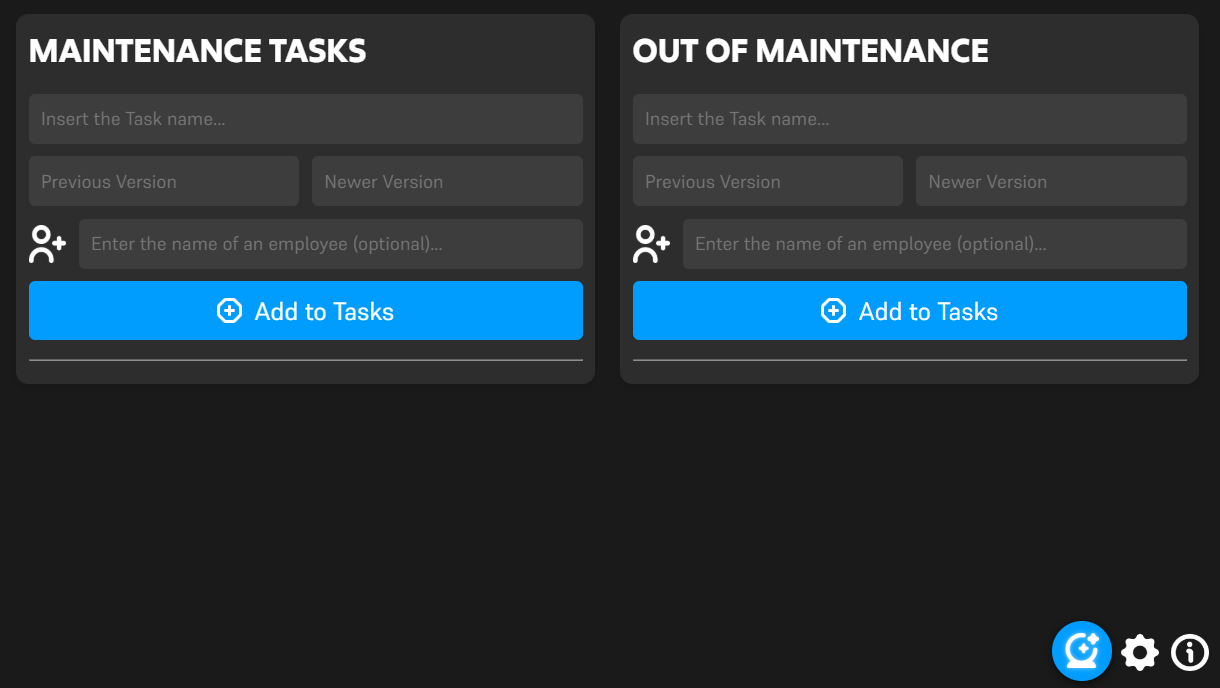 MAINTENANCE TASKS
Insert the Task name...
Previous Version
Newer Version
Enter the name of an employee (optional)...
Add to Tasks
OUT OF MAINTENANCE
Insert the Task name...
Previous Version
Newer Version
Enter the name of an employee (optional)...
Add to Tasks